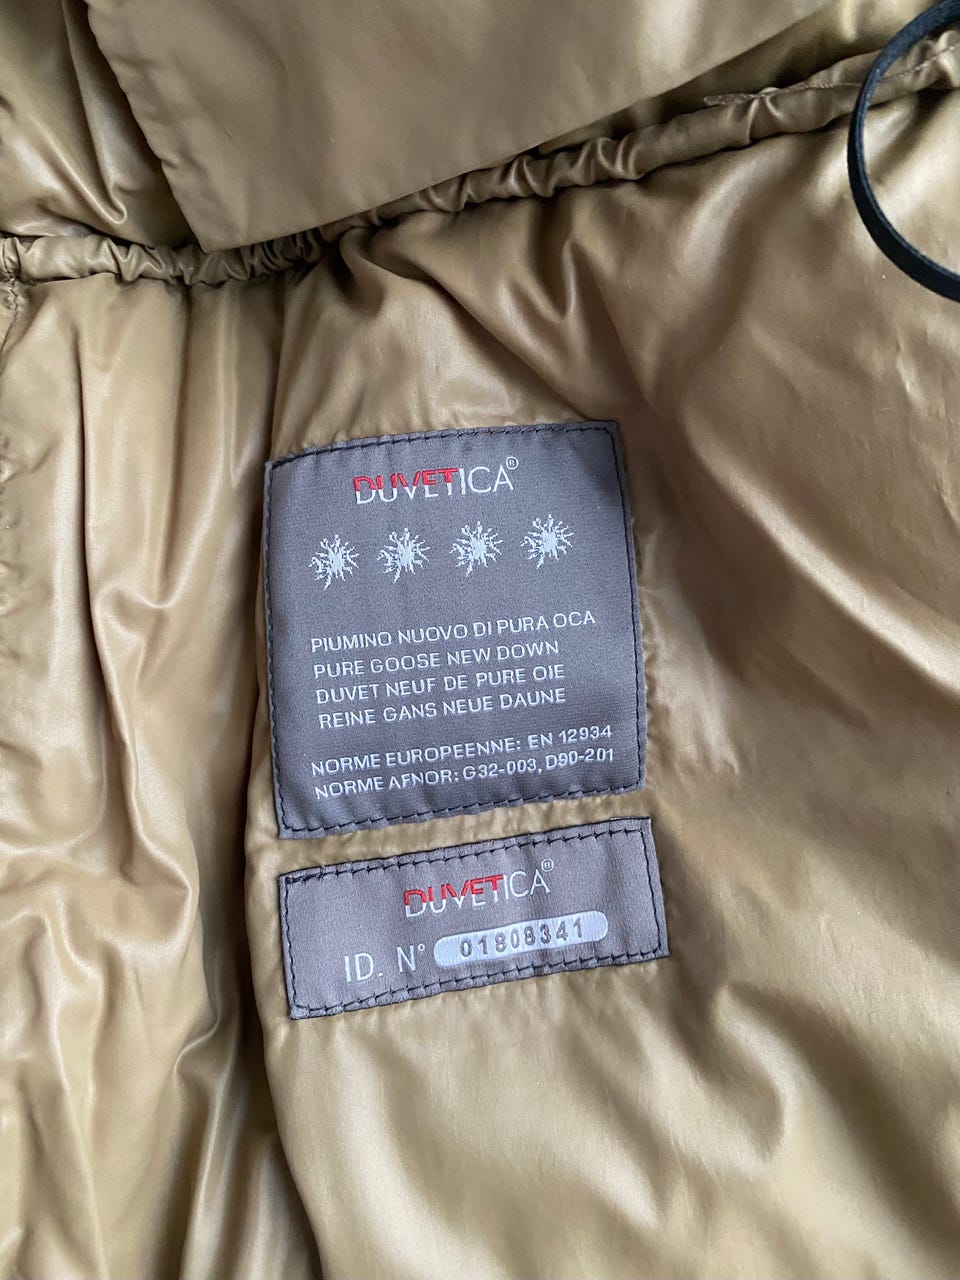 DUVETICA®
PIUMINO NUOVO DI PURA OCA
PURE GOOSE NEW DOWN
DUVET NEUF DE PURE OIE
REINE GANS NEUE DAUNE
NORME EUROPEENNE: EN 12934
NORME AFNOR: G32-003, D90-201
DUVETICA®
ID. N° 01808341